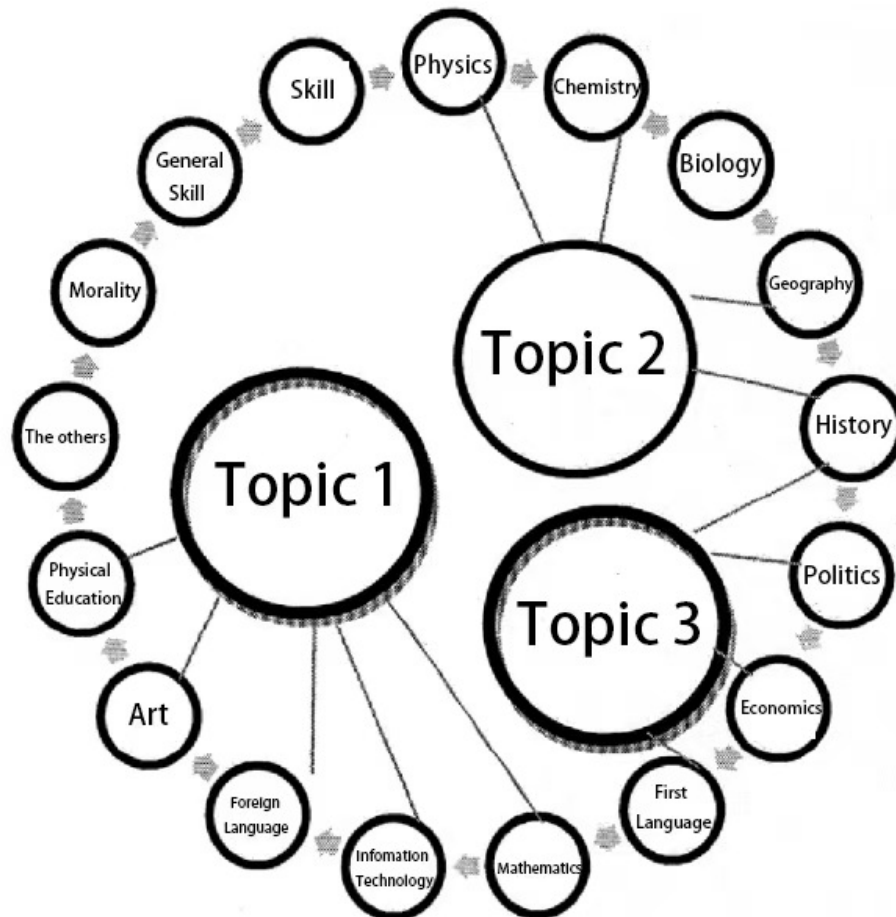 Physics
Chemistry
Biology
Geography
History
Politics
Economics
First
Language
Mathematics
Infomation
Technology
Foreign
Language
Art
Physical
Education
The others
Morality
General
Skill
Skill
Topic 1
Topic 2
Topic 3